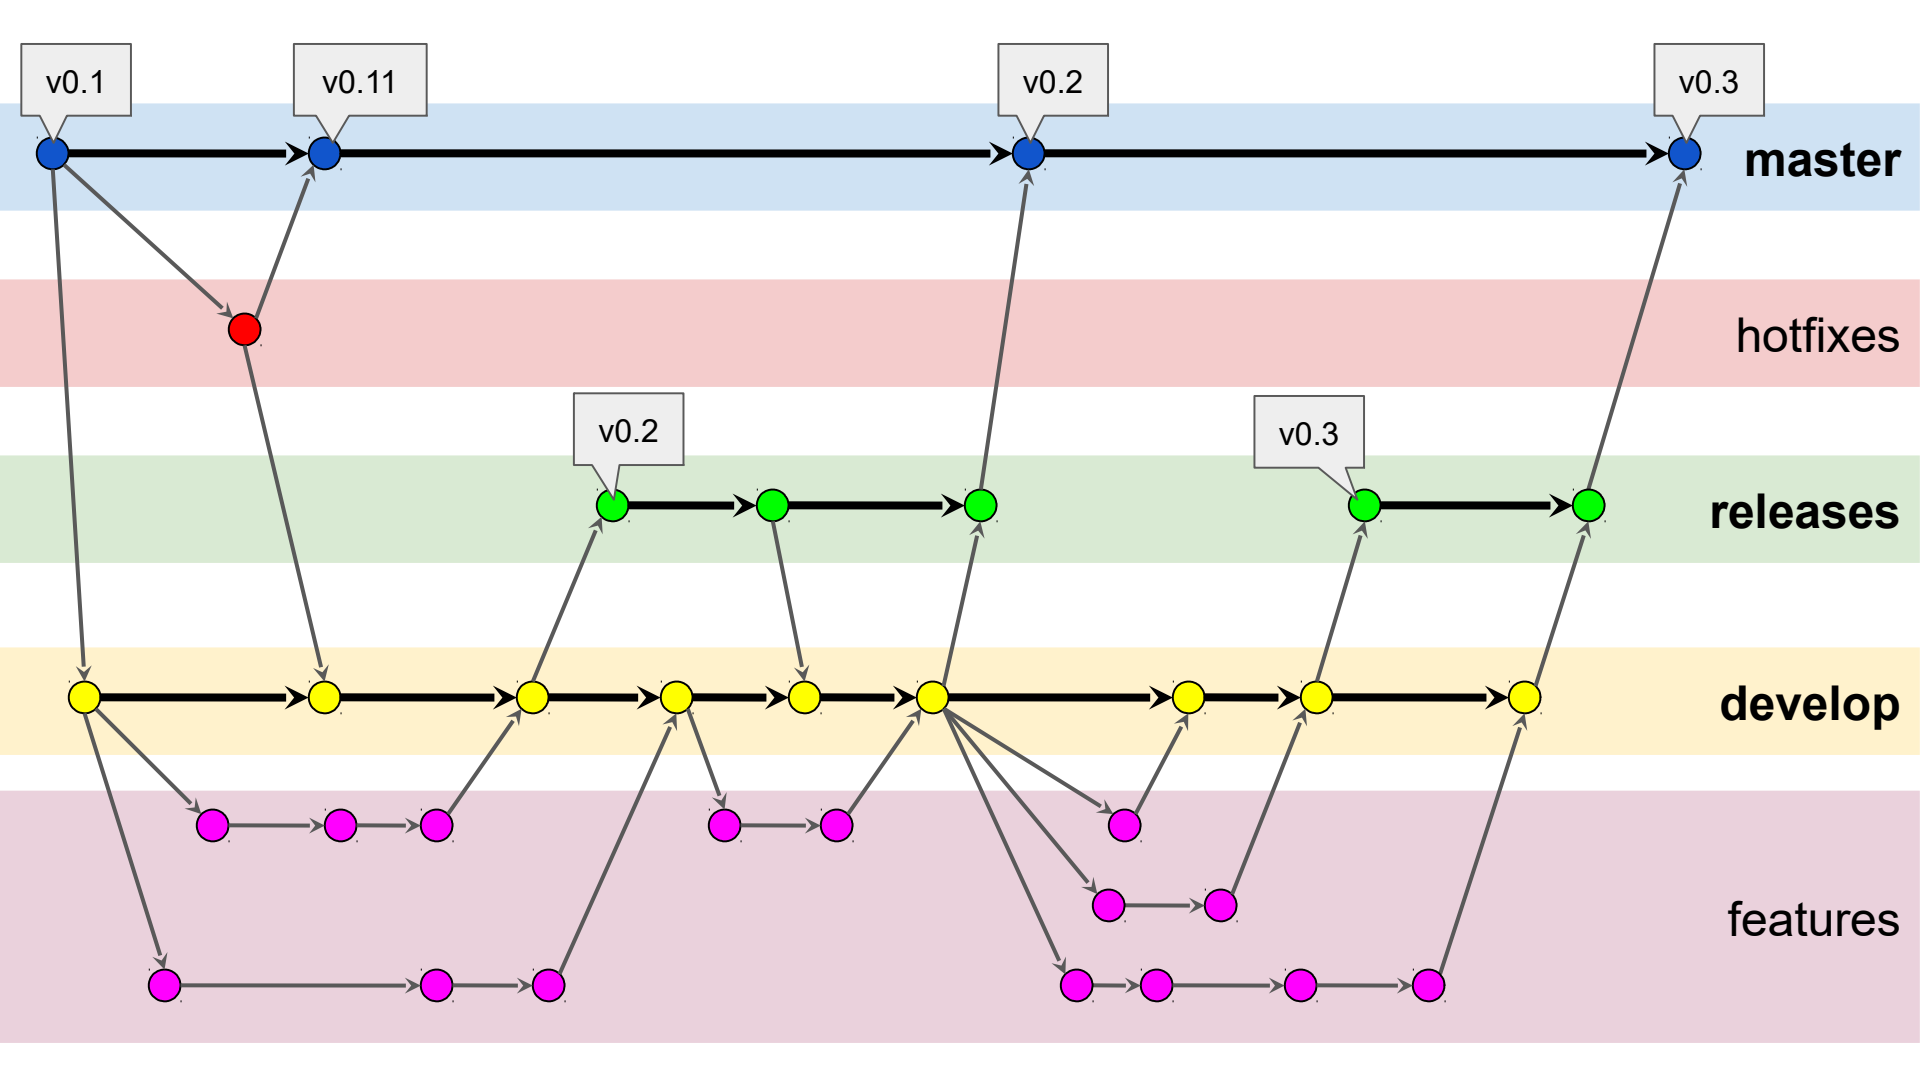 v0.1
v0.11
v0.2
v0.3
master
hotfixes
v0.2
v0.3
releases
develop
features